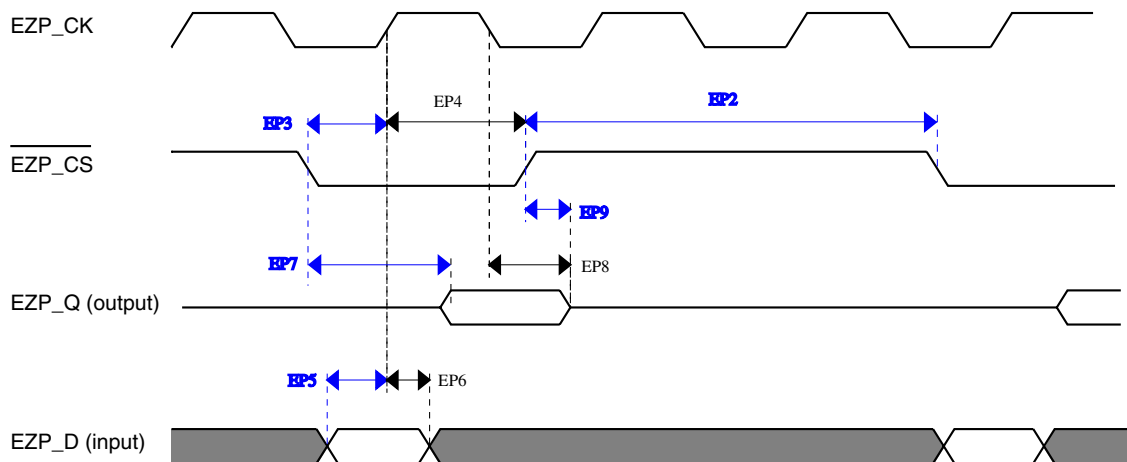 EZP_CK
EP4
EP2
EP3
EZP_CS
EP9
EP7
EP8
EZP_Q (output)
EP5
EP6
EZP_D (input)